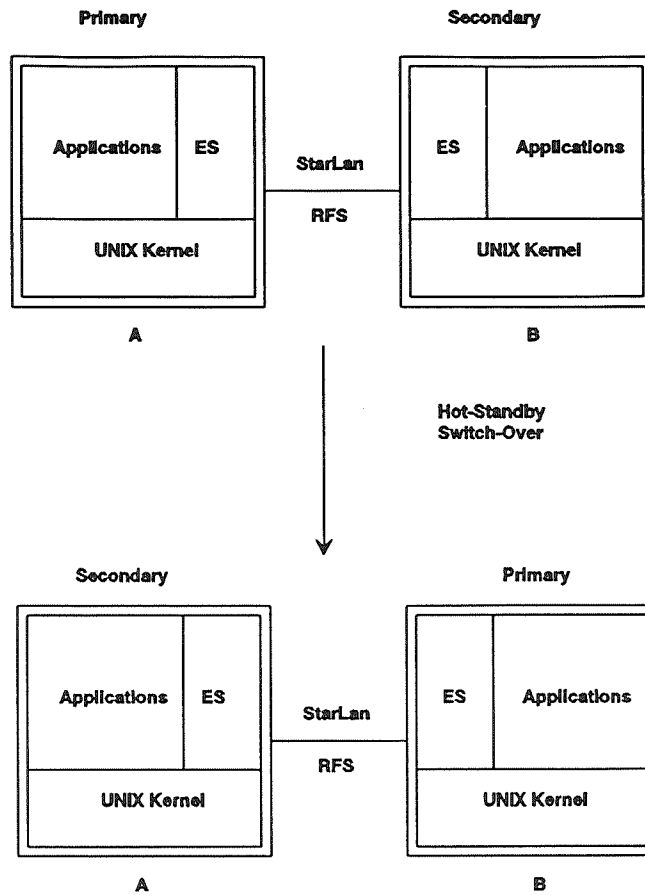 Primary
Secondary
Applications
ES
StarLan
RFS
ES
Applications
UNIX Kernel
UNIX Kernel
A
B
Hot-Standby
Switch-Over
Secondary
Primary
Applications
ES
StarLan
RFS
ES
Applications
UNIX Kernel
UNIX Kernel
A
B